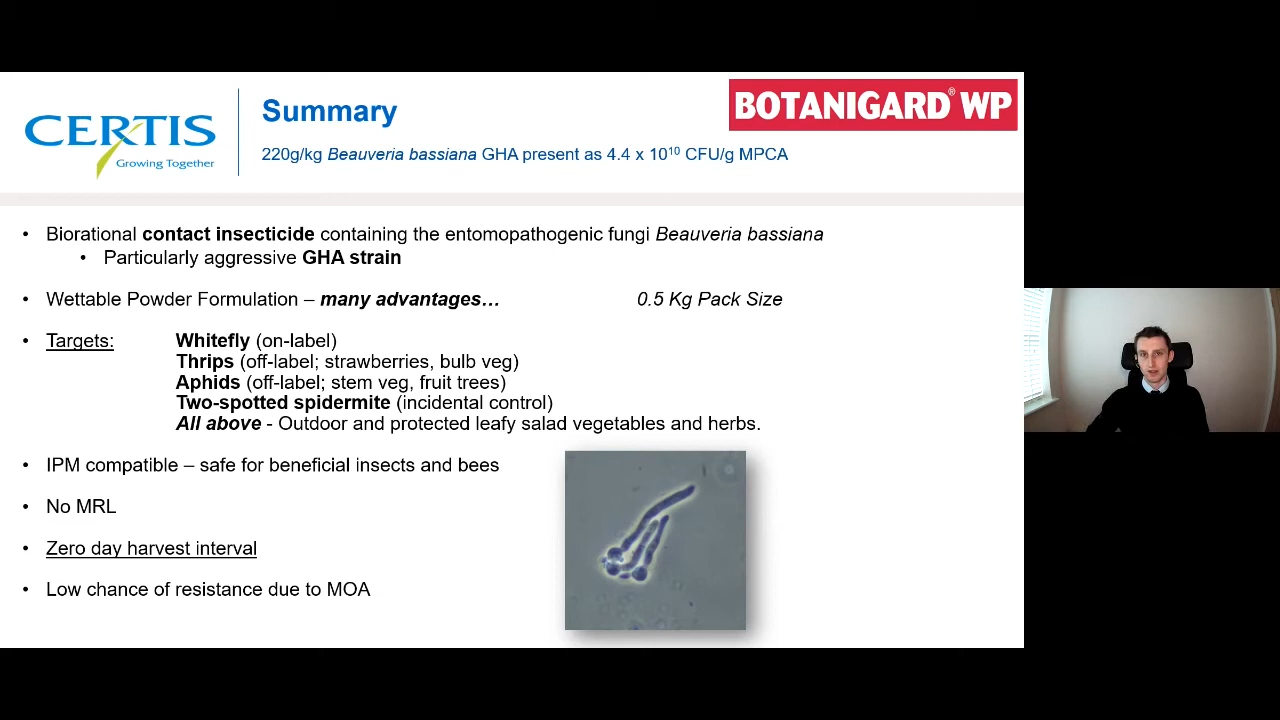 CERTIS
Growing Together
Summary
BOTANIGARD® WP
220g/kg Beauveria bassiana GHA present as 4.4 x 10¹⁰ CFU/g MPCA
• Biorational contact insecticide containing the entomopathogenic fungi Beauveria bassiana
• Particularly aggressive GHA strain
• Wettable Powder Formulation – many advantages… 0.5 Kg Pack Size
• Targets: Whitefly (on-label)
Thrips (off-label; strawberries, bulb veg)
Aphids (off-label; stem veg, fruit trees)
Two-spotted spidermite (incidental control)
All above - Outdoor and protected leafy salad vegetables and herbs.
• IPM compatible – safe for beneficial insects and bees
• No MRL
• Zero day harvest interval
• Low chance of resistance due to MOA